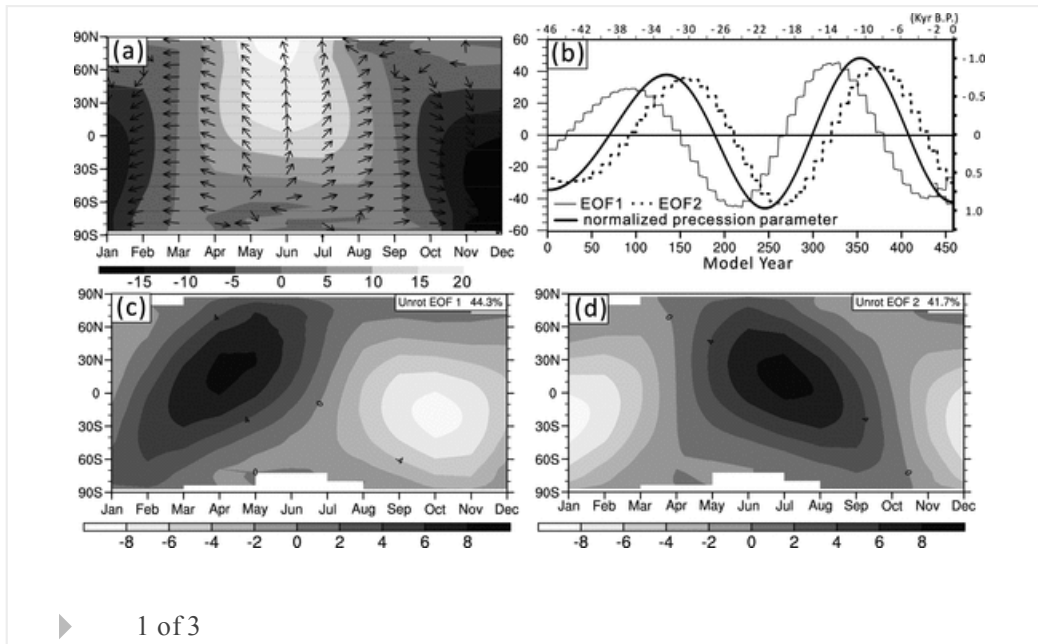 (Kyr B.P.)
-46 -42 -38 -34 -30 -26 -22 -18 -14 -10 -6 0
90N (a)
60N
30N
0
30S
60S
90S
Jan Feb Mar Apr May Jun Jul Aug Sep Oct Nov Dec
-15 -10 -5 0 5 10 15 20
60 (b) -1.0
40 -0.5
20
0 0
-20
-40 0.5
-60 1.0
EOF1 EOF2
normalized precession parameter
0 50 100 150 200 250 300 350 400 450
Model Year
90N (c) Unrot EOF 1 44.3%
60N
30N
0
30S
60S
90S
Jan Feb Mar Apr May Jun Jul Aug Sep Oct Nov Dec
-8 -6 -4 -2 0 2 4 6 8
90N (d) Unrot EOF 2 41.7%
60N
30N
0
30S
60S
90S
Jan Feb Mar Apr May Jun Jul Aug Sep Oct Nov Dec
-8 -6 -4 -2 0 2 4 6 8
1 of 3